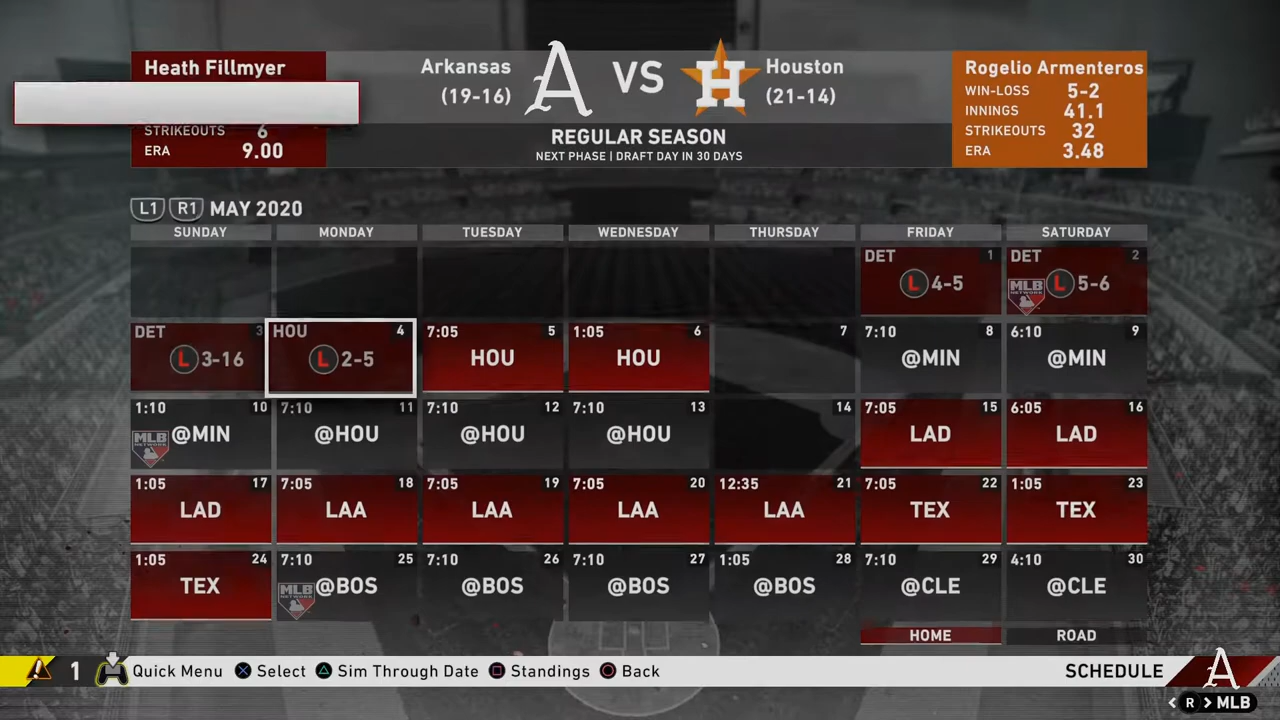 Heath Fillmyer
STRIKEOUTS 6
ERA 9.00
Arkansas
(19-16)
A VS H
Houston
(21-14)
REGULAR SEASON
NEXT PHASE | DRAFT DAY IN 30 DAYS
Rogelio Armenteros
WIN-LOSS 5-2
INNINGS 41.1
STRIKEOUTS 32
ERA 3.48
L1 R1 MAY 2020
SUNDAY MONDAY TUESDAY WEDNESDAY THURSDAY FRIDAY SATURDAY
DET 1
L 4-5
DET 2
MLB NETWORK L 5-6
DET 3
L 3-16
HOU 4
L 2-5
7:05 5
HOU
1:05 6
HOU
7
7:10 8
@MIN
6:10 9
@MIN
1:10 10
MLB NETWORK @MIN
7:10 11
@HOU
7:10 12
@HOU
7:10 13
@HOU
14
7:05 15
LAD
6:05 16
LAD
1:05 17
LAD
7:05 18
LAA
7:05 19
LAA
7:05 20
LAA
12:35 21
LAA
7:05 22
TEX
1:05 23
TEX
1:05 24
TEX
7:10 25
MLB NETWORK @BOS
7:10 26
@BOS
7:10 27
@BOS
1:05 28
@BOS
7:10 29
@CLE
4:10 30
@CLE
HOME ROAD
1 Quick Menu Select Sim Through Date Standings Back
SCHEDULE A
< R > MLB